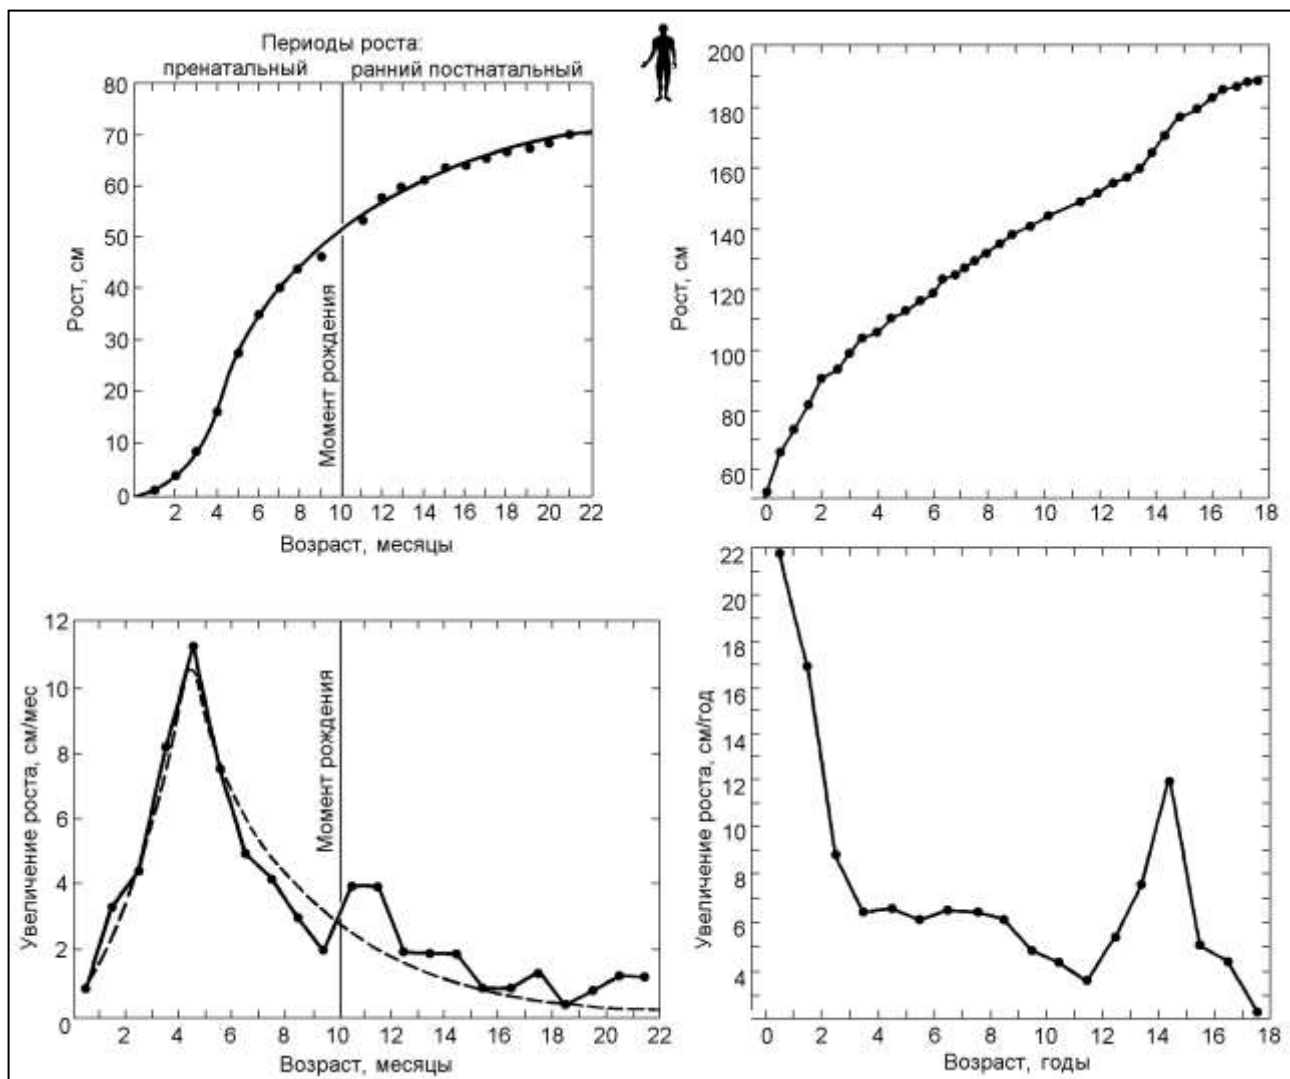 Периоды роста:
пренатальный
ранний постнатальный
80
70
60
50
40
30
20
10
0
Рост, см
Момент рождения
2 4 6 8 10 12 14 16 18 20 22
Возраст, месяцы
200
180
160
140
120
100
80
60
Рост, см
0 2 4 6 8 10 12 14 16 18
12
10
8
6
4
2
0
Увеличение роста, см/мес
Момент рождения
2 4 6 8 10 12 14 16 18 20 22
Возраст, месяцы
22
20
18
16
14
12
10
8
6
4
Увеличение роста, см/год
0 2 4 6 8 10 12 14 16 18
Возраст, годы